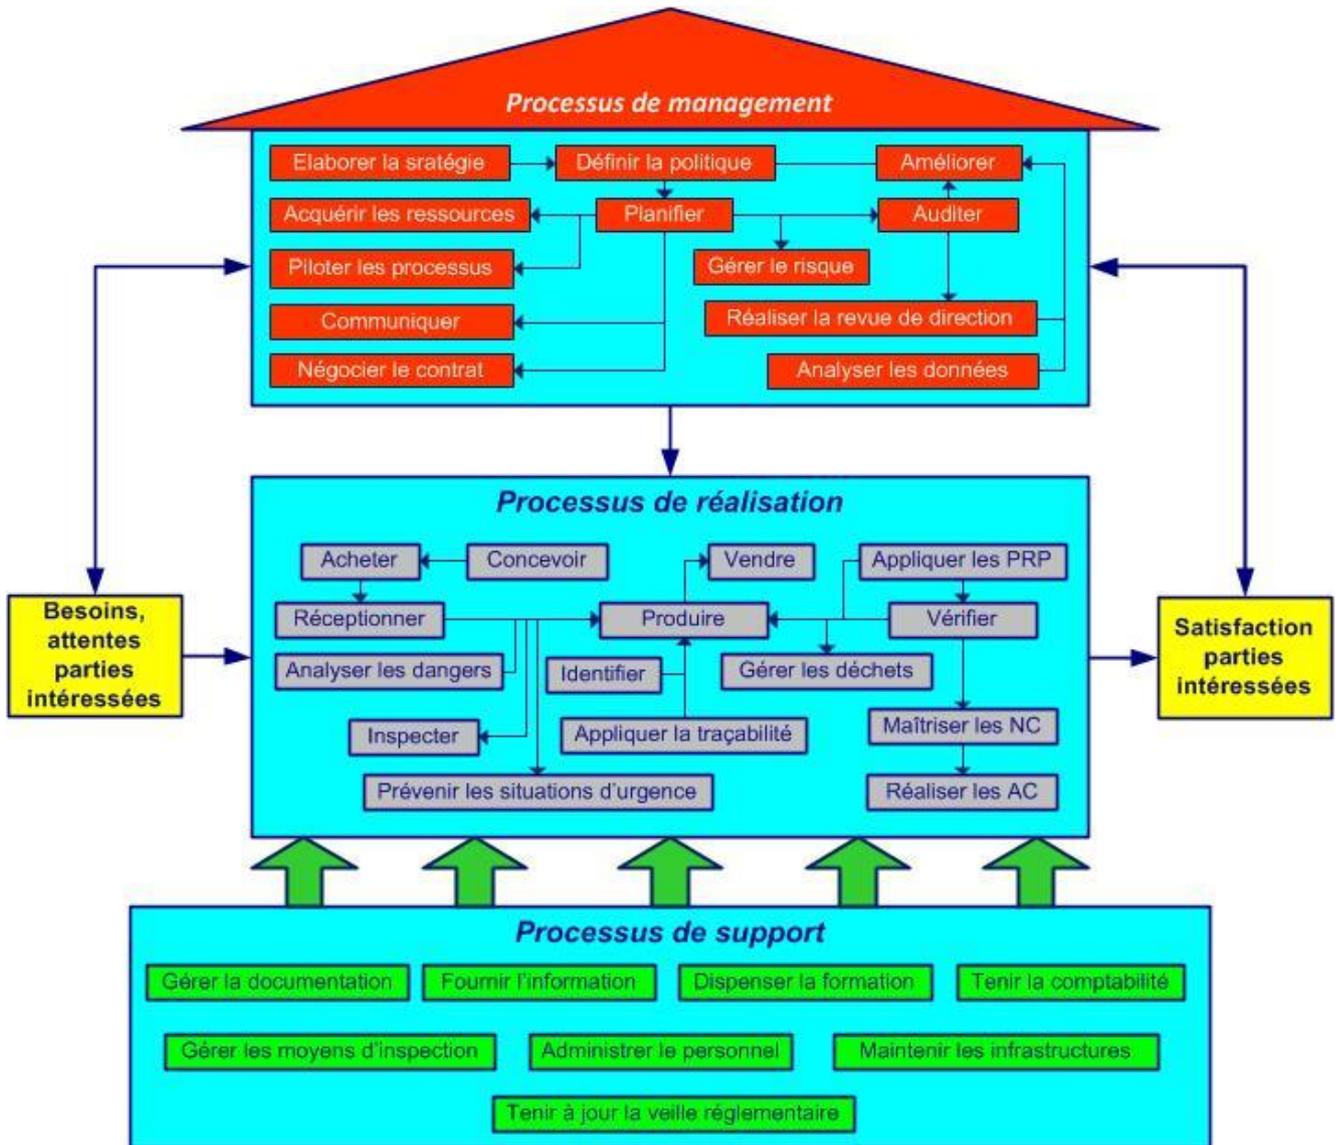 Processus de management
Elaborer la sratégie
Définir la politique
Améliorer
Acquérir les ressources
Planifier
Auditer
Piloter les processus
Gérer le risque
Communiquer
Réaliser la revue de direction
Négocier le contrat
Analyser les données
Processus de réalisation
Acheter
Concevoir
Vendre
Appliquer les PRP
Réceptionner
Produire
Vérifier
Analyser les dangers
Identifier
Gérer les déchets
Inspecter
Appliquer la traçabilité
Maîtriser les NC
Prévenir les situations d'urgence
Réaliser les AC
Besoins,
attentes
parties
intéressées
Satisfaction
parties
intéressées
Processus de support
Gérer la documentation
Fournir l'information
Dispenser la formation
Tenir la comptabilité
Gérer les moyens d'inspection
Administrer le personnel
Maintenir les infrastructures
Tenir à jour la veille réglementaire